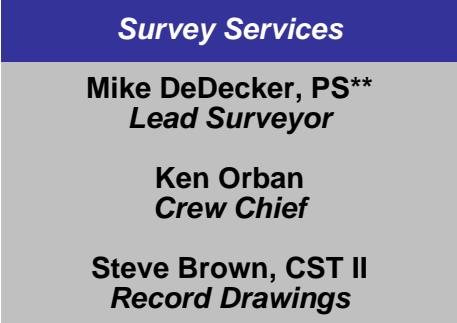 Survey Services
Mike DeDecker, PS**
Lead Surveyor
Ken Orban
Crew Chief
Steve Brown, CST II
Record Drawings